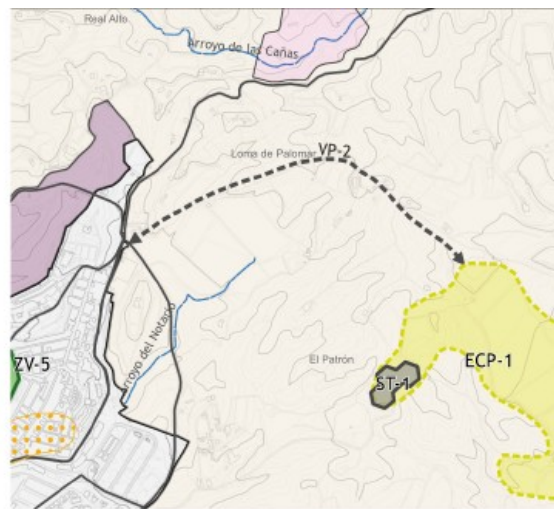 Real Alto
Arroyo de las Cañas
Loma de Palomar
VP-2
Arroyo del Notario
El Patrón
ZV-5
ST-1
ECP-1